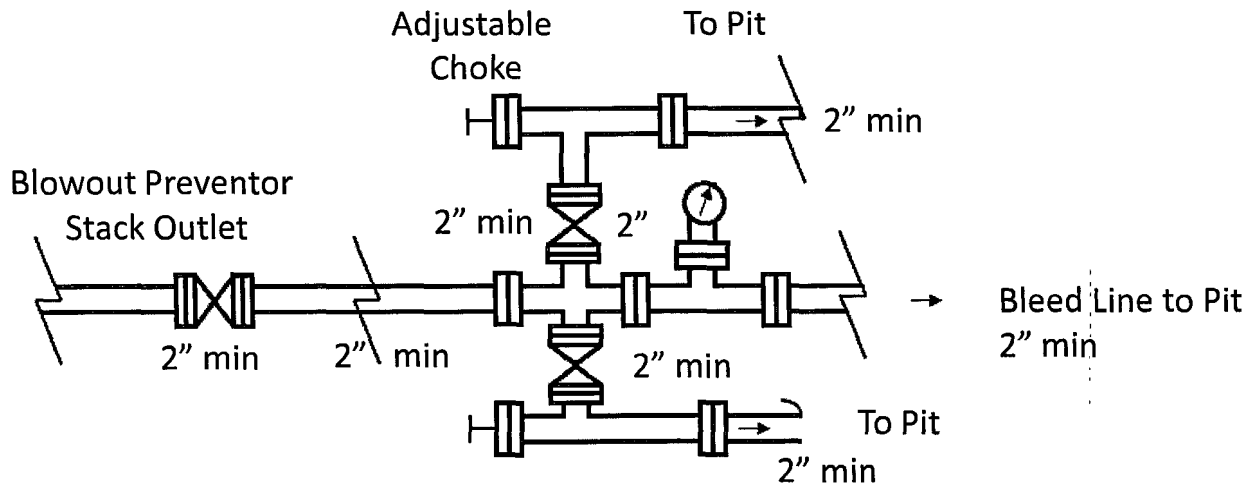 Adjustable
Choke
To Pit
2” min
Blowout Preventor
Stack Outlet
2” min
2”
2” min
2” min
2” min
Bleed Line to Pit
2” min
To Pit
2” min